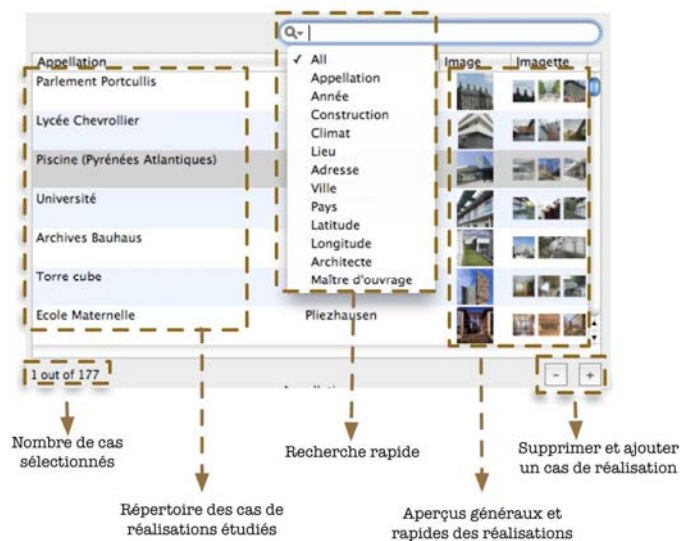 Appellation
Image
Imagette
✓ All
Appellation
Année
Construction
Climat
Lieu
Adresse
Ville
Pays
Latitude
Longitude
Architecte
Maître d'ouvrage
Parlement Portcullis
Lycée Chevrollier
Piscine (Pyrénées Atlantiques)
Université
Archives Bauhaus
Torre cube
Ecole Maternelle
Pliezhausen
1 out of 177
- +
Nombre de cas
sélectionnés
Recherche rapide
Supprimer et ajouter
un cas de réalisation
Répertoire des cas de
réalisations étudiés
Aperçus généraux et
rapides des réalisations